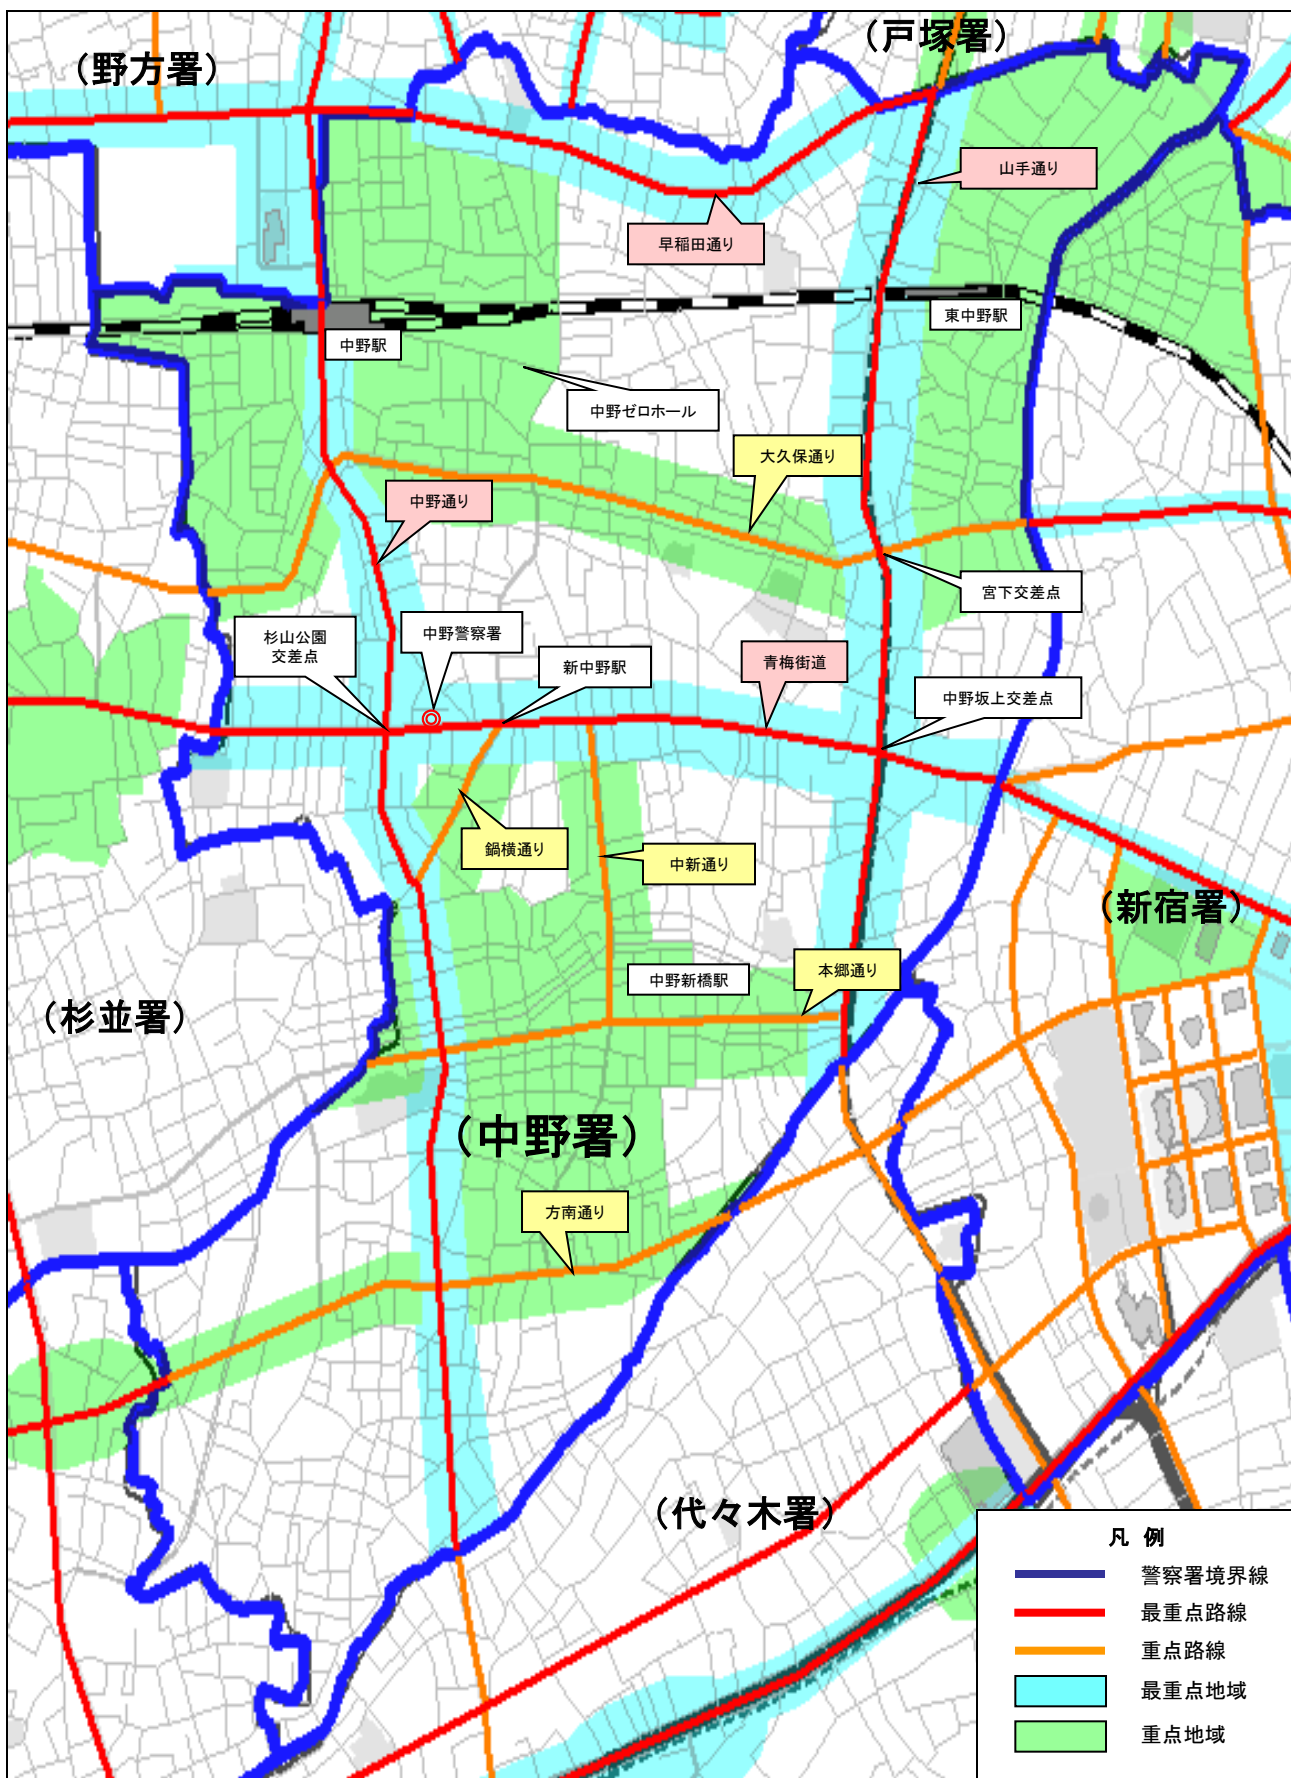 (戸塚署)
(野方署)
山手通り
早稲田通り
東中野駅
中野駅
中野ゼロホール
大久保通り
中野通り
宮下交差点
杉山公園
交差点
中野警察署
新中野駅
青梅街道
中野坂上交差点
鍋横通り
中新通り
(新宿署)
中野新橋駅
本郷通り
(杉並署)
(中野署)
方南通り
(代々木署)
凡 例
警察署境界線
最重点路線
重点路線
最重点地域
重点地域